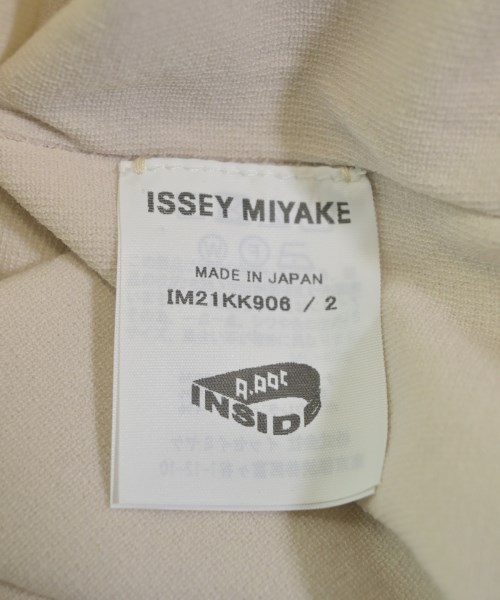 ISSEY MIYAKE
MADE IN JAPAN
IM21KK906 / 2
A.POC
INSIDE